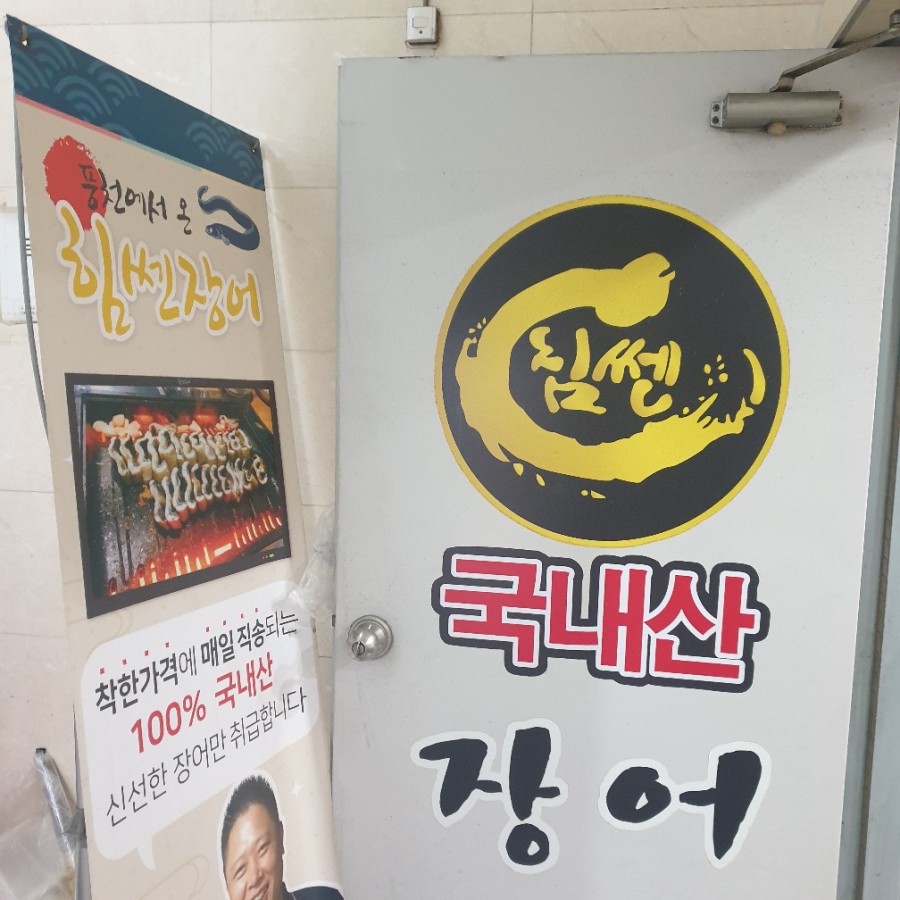 풍천에서 온
힘쎈장어
착한가격에 매일 직송되는
100% 국내산
신선한 장어만 취급합니다
힘쎈
국내산
장어